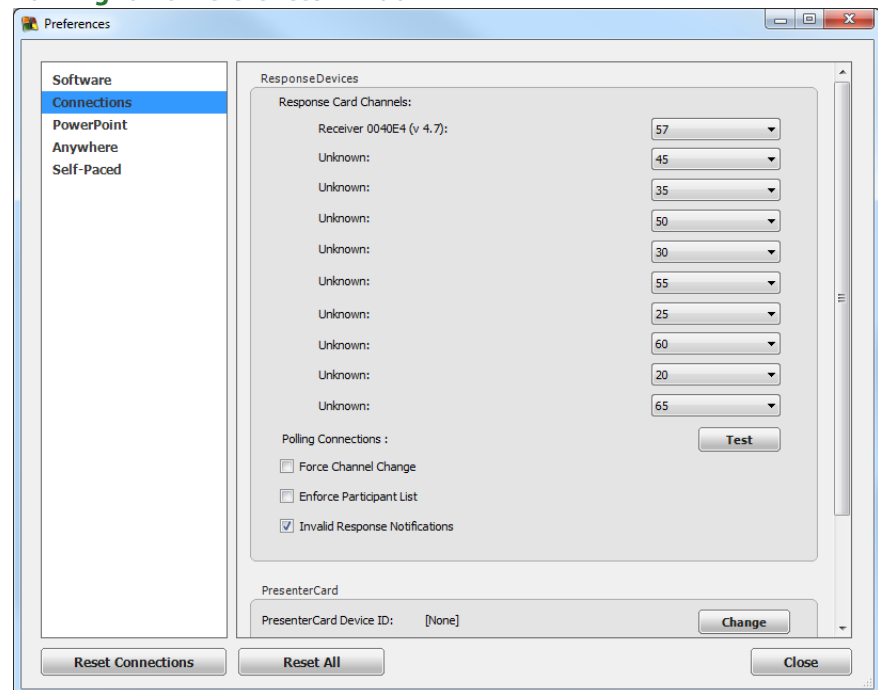 Preferences
Software
Connections
PowerPoint
Anywhere
Self-Paced
ResponseDevices
Response Card Channels:
Receiver 0040E4 (v 4.7): 57
Unknown: 45
Unknown: 35
Unknown: 50
Unknown: 30
Unknown: 55
Unknown: 25
Unknown: 60
Unknown: 20
Unknown: 65
Polling Connections : Test
Force Channel Change
Enforce Participant List
Invalid Response Notifications
PresenterCard
PresenterCard Device ID: [None] Change
Reset Connections Reset All Close